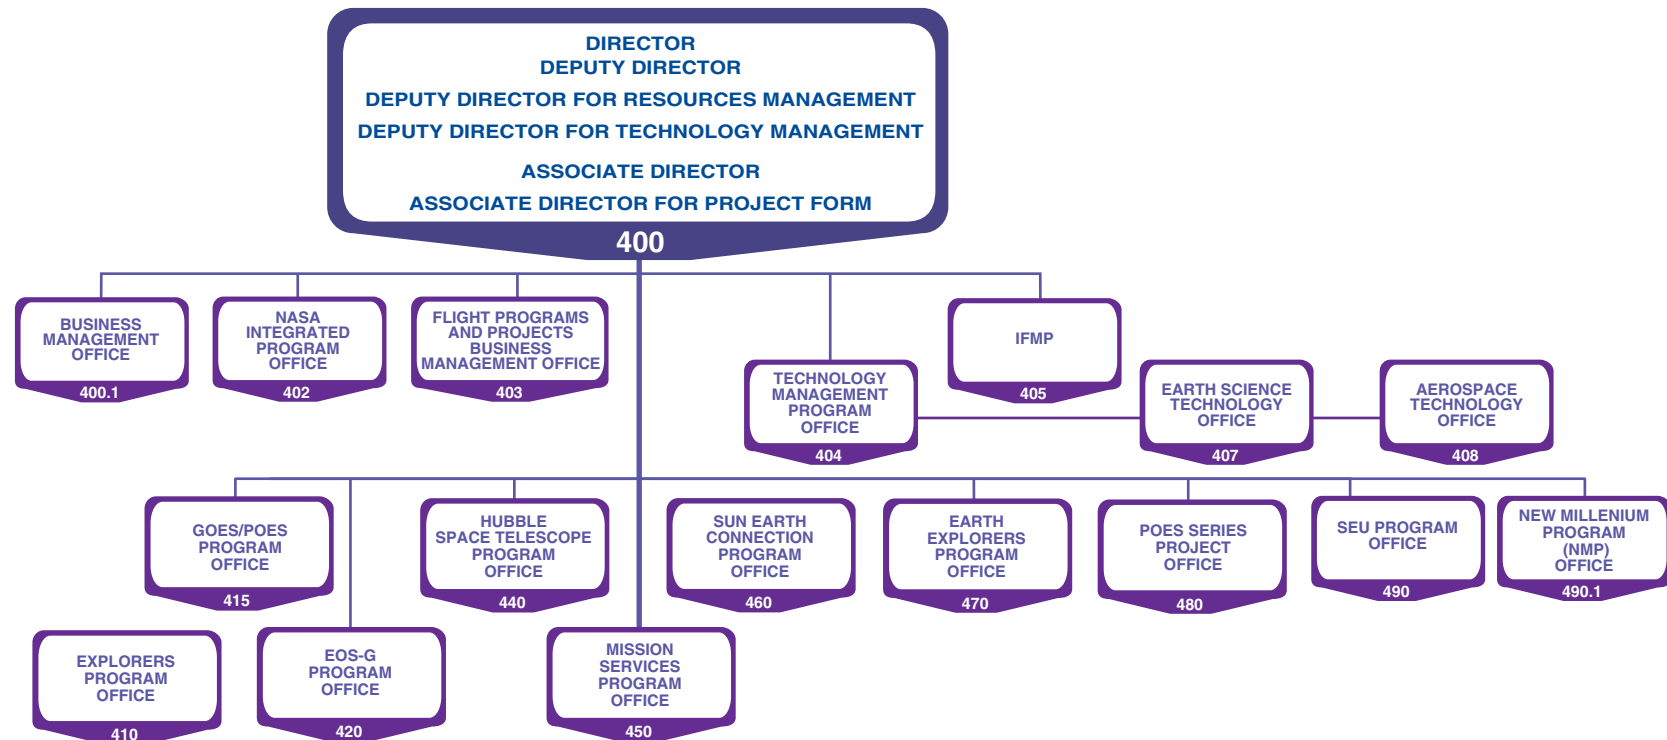 DIRECTOR
DEPUTY DIRECTOR
DEPUTY DIRECTOR FOR RESOURCES MANAGEMENT
DEPUTY DIRECTOR FOR TECHNOLOGY MANAGEMENT
ASSOCIATE DIRECTOR
ASSOCIATE DIRECTOR FOR PROJECT FORM
400
BUSINESS
MANAGEMENT
OFFICE
400.1
NASA
INTEGRATED
PROGRAM
OFFICE
402
FLIGHT PROGRAMS
AND PROJECTS
BUSINESS
MANAGEMENT OFFICE
403
TECHNOLOGY
MANAGEMENT
PROGRAM
OFFICE
404
IFMP
405
EARTH SCIENCE
TECHNOLOGY
OFFICE
407
AEROSPACE
TECHNOLOGY
OFFICE
408
GOES/POES
PROGRAM
OFFICE
415
HUBBLE
SPACE TELESCOPE
PROGRAM
OFFICE
440
SUN EARTH
CONNECTION
PROGRAM
OFFICE
460
EARTH
EXPLORERS
PROGRAM
OFFICE
470
POES SERIES
PROJECT
OFFICE
480
SEU PROGRAM
OFFICE
490
NEW MILLENIUM
PROGRAM
(NMP)
OFFICE
490.1
EXPLORERS
PROGRAM
OFFICE
410
EOS-G
PROGRAM
OFFICE
420
MISSION
SERVICES
PROGRAM
OFFICE
450